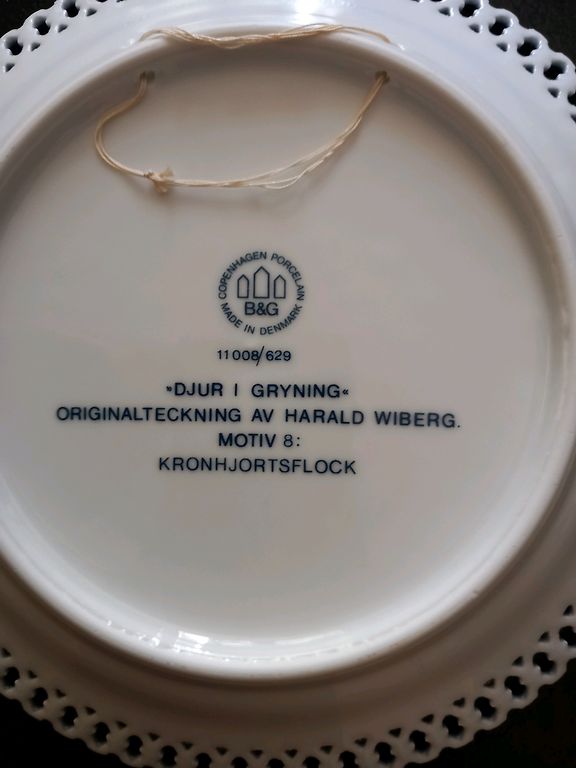 COPENHAGEN PORCELAIN
B&G
MADE IN DENMARK
11008/629
»DJUR I GRYNING«
ORIGINALTECKNING AV HARALD WIBERG.
MOTIV 8:
KRONHJORTSFLOCK